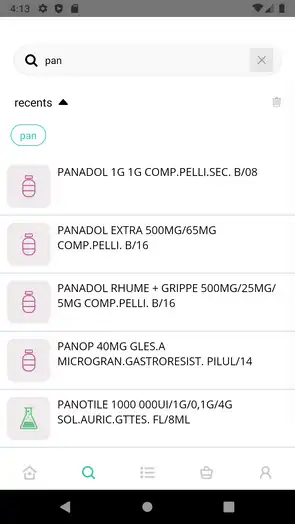 4:13
pan
recents
pan
PANADOL 1G 1G COMP.PELLI.SEC. B/08
PANADOL EXTRA 500MG/65MG
COMP.PELLI. B/16
PANADOL RHUME + GRIPPE 500MG/25MG/
5MG COMP.PELLI. B/16
PANOP 40MG GLES.A
MICROGRAN.GASTRORESIST. PILUL/14
PANOTILE 1000 000UI/1G/0,1G/4G
SOL.AURIC.GTTES. FL/8ML